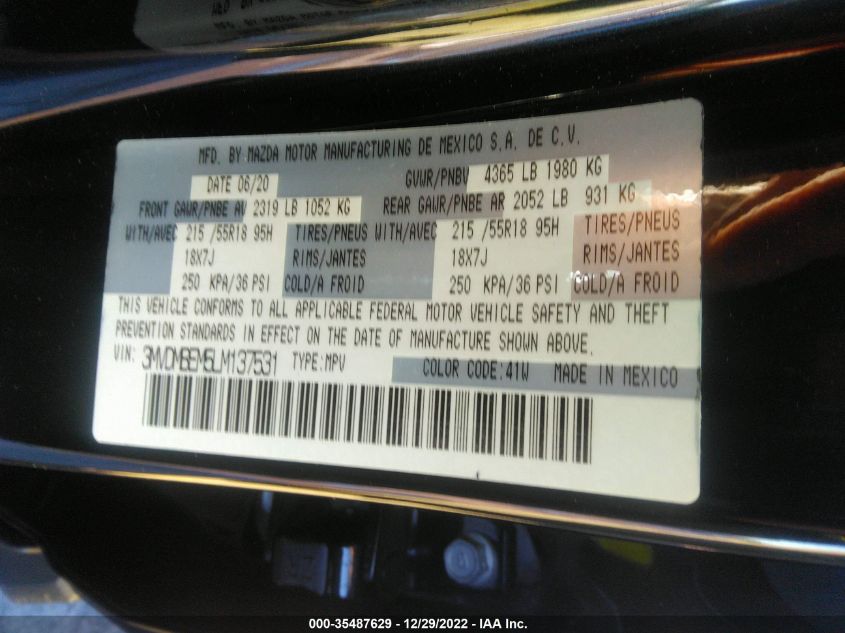 MFD. BY MAZDA MOTOR
MFD. BY MAZDA MOTOR MANUFACTURING DE MEXICO S.A. DE C.V.
DATE 06/20 GVWR/PNBV 4365 LB 1980 KG
FRONT GAWR/PNBE AV 2319 LB 1052 KG REAR GAWR/PNBE AR 2052 LB 931 KG
WITH/AVEC 215 /55R18 95H TIRES/PNEUS WITH/AVEC 215 /55R18 95H TIRES/PNEUS
18X7J RIMS/JANTES 18X7J RIMS/JANTES
250 KPA/36 PSI COLD/A FROID 250 KPA/36 PSI COLD/A FROID
THIS VEHICLE CONFORMS TO ALL APPLICABLE FEDERAL MOTOR VEHICLE SAFETY AND THEFT
PREVENTION STANDARDS IN EFFECT ON THE DATE OF MANUFACTURE SHOWN ABOVE.
VIN: 3MVDMBEM5LM137531 TYPE:MPV COLOR CODE:41W MADE IN MEXICO
000-35487629 - 12/29/2022 - IAA Inc.